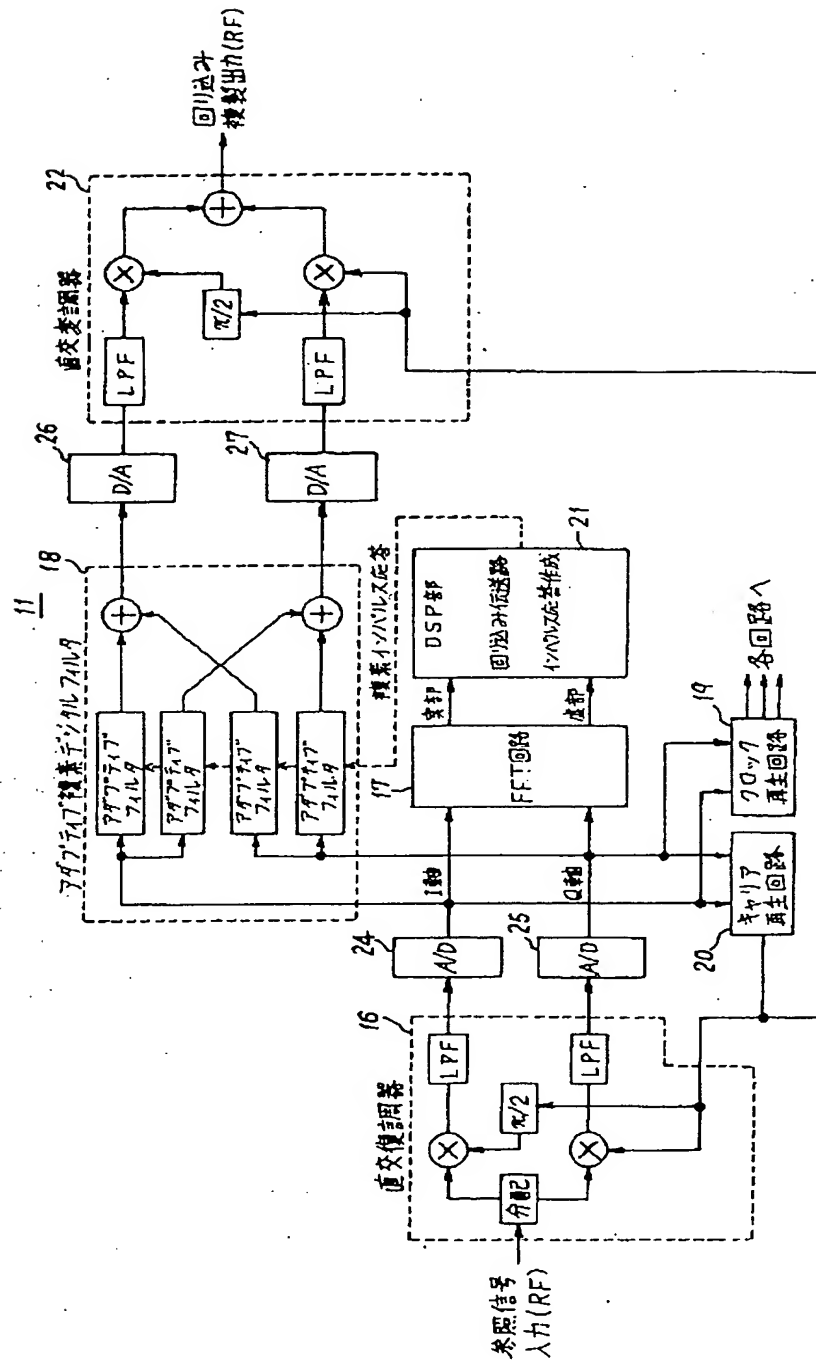 11
参照信号
入力(RF)
直交復調器
16
分配
π/2
LPF
LPF
24
A/D
25
A/D
I軸
Q軸
アダプティブ複素デジタルフィルタ
18
アダプティブ
フィルタ
アダプティブ
フィルタ
アダプティブ
フィルタ
アダプティブ
フィルタ
複素インパルス応答
17
FFT回路
実部
虚部
DSP部
回り込み伝送路
インパルス応答作成
21
20
キャリア
再生回路
19
クロック
再生回路
各回路へ
26
D/A
27
D/A
直交変調器
22
LPF
LPF
π/2
回り込み
複製出力(RF)